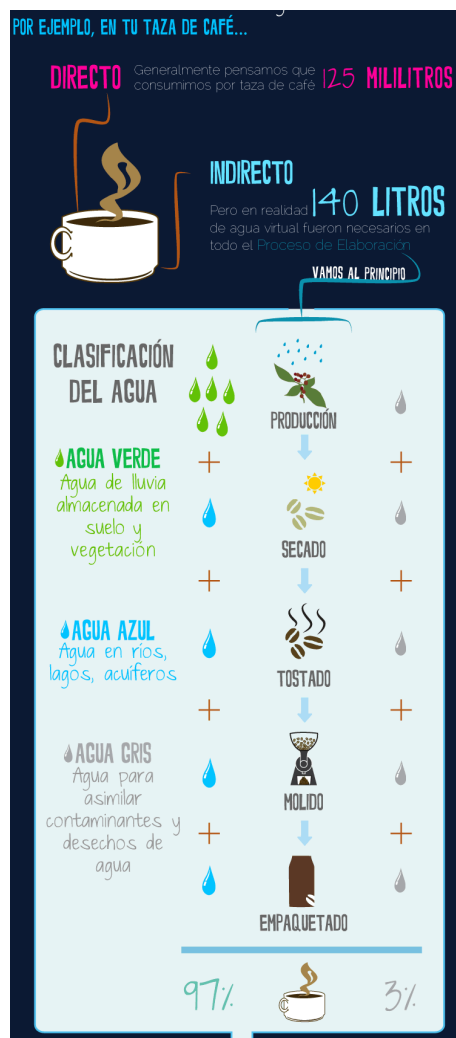 POR EJEMPLO, EN TU TAZA DE CAFÉ...
DIRECTO
Generalmente pensamos que
consumimos por taza de café
125 MILILITROS
INDIRECTO
Pero en realidad 140 LITROS
de agua virtual fueron necesarios en
todo el Proceso de Elaboración
VAMOS AL PRINCIPIO
CLASIFICACIÓN
DEL AGUA
PRODUCCIÓN
+ +
AGUA VERDE
Agua de lluvia
almacenada en
suelo y
vegetación
SECADO
+ +
AGUA AZUL
Agua en ríos,
lagos, acuíferos
TOSTADO
+ +
AGUA GRIS
Agua para
asimilar
contaminantes y
desechos de
agua
MOLIDO
+ +
EMPAQUETADO
97% 3%